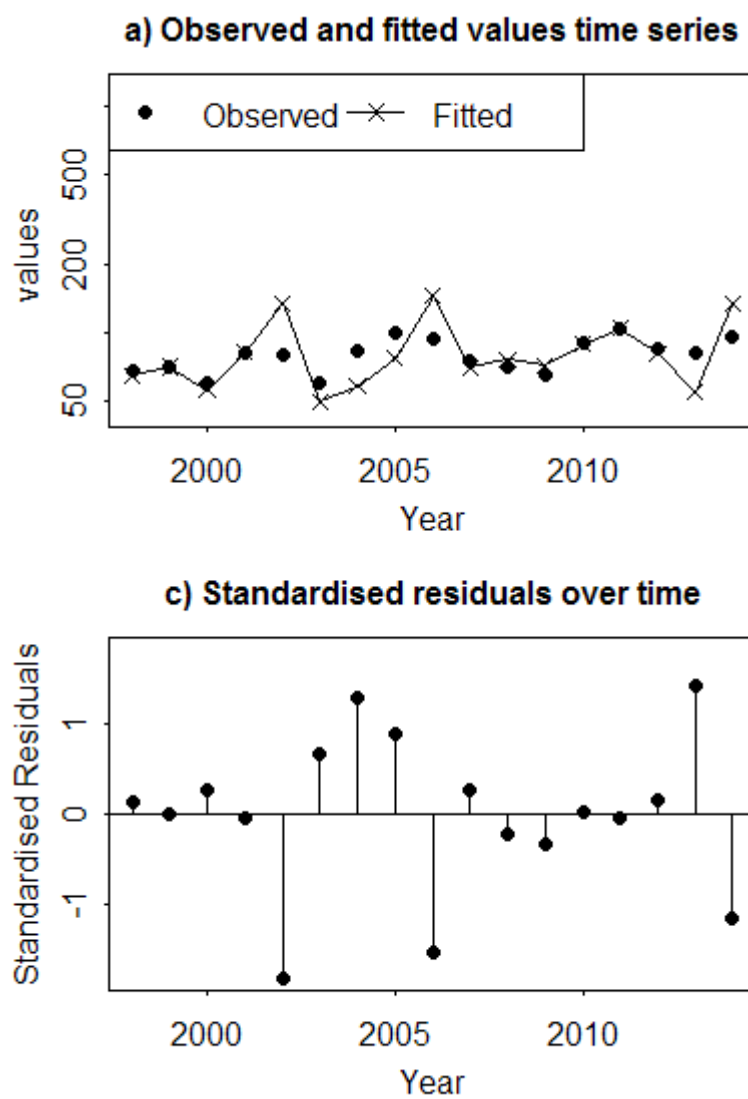 a) Observed and fitted values time series
Observed Fitted
values
500
200
50
2000 2005 2010
Year
c) Standardised residuals over time
Standardised Residuals
1
0
-1
2000 2005 2010
Year